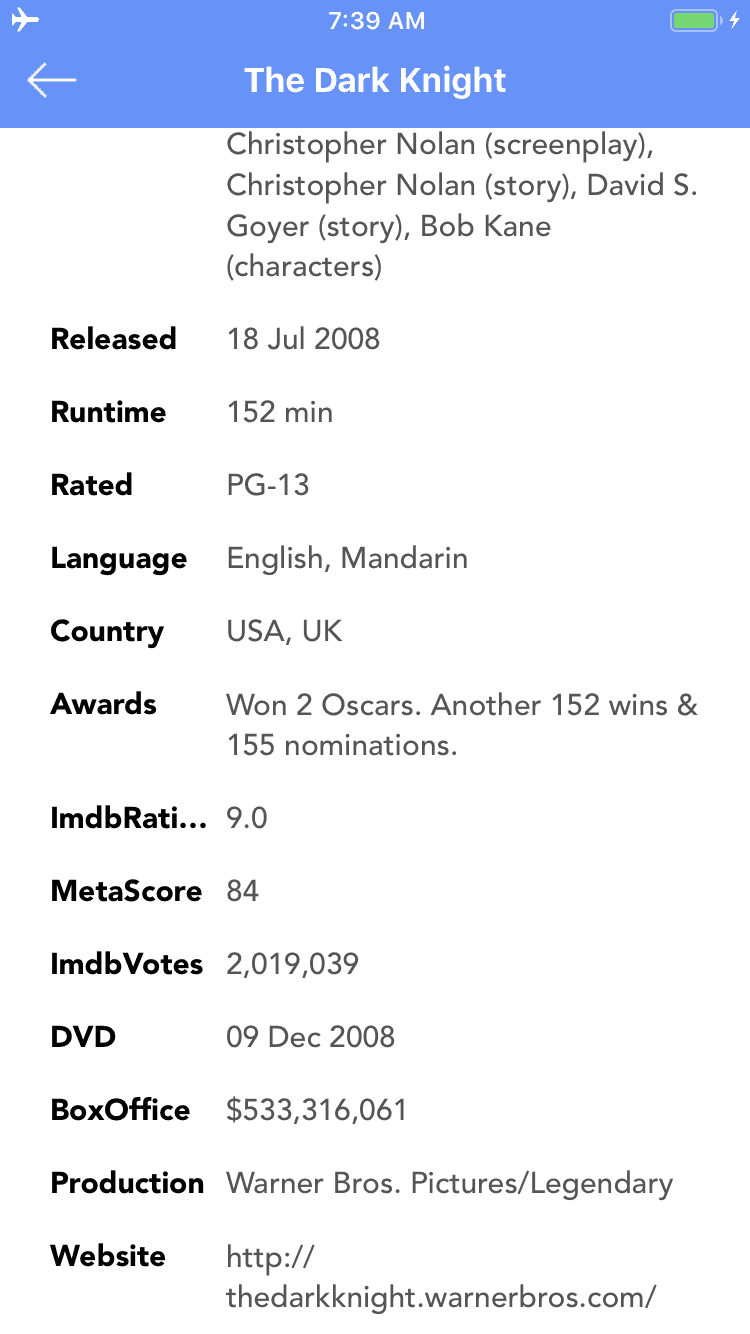 7:39 AM
The Dark Knight
Christopher Nolan (screenplay),
Christopher Nolan (story), David S.
Goyer (story), Bob Kane
(characters)
Released 18 Jul 2008
Runtime 152 min
Rated PG-13
Language English, Mandarin
Country USA, UK
Awards Won 2 Oscars. Another 152 wins &
155 nominations.
ImdbRati... 9.0
MetaScore 84
ImdbVotes 2,019,039
DVD 09 Dec 2008
BoxOffice $533,316,061
Production Warner Bros. Pictures/Legendary
Website http://
thedarkknight.warnerbros.com/